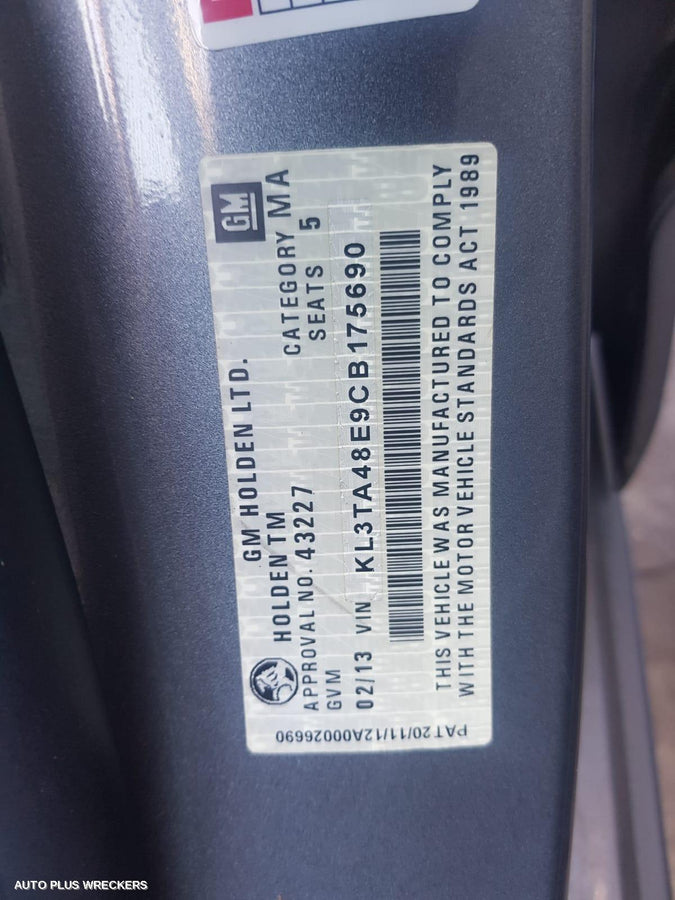 GM HOLDEN LTD.
GM
HOLDEN TM
CATEGORY MA
APPROVAL NO. 43227
SEATS 5
GVM
02/13 VIN KL3TA48E9CB175690
THIS VEHICLE WAS MANUFACTURED TO COMPLY
WITH THE MOTOR VEHICLE STANDARDS ACT 1989
PAT20/11/12A00026690
AUTO PLUS WRECKERS